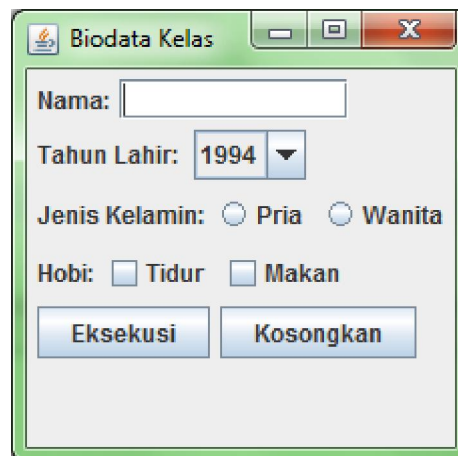 Biodata Kelas
Nama:
Tahun Lahir: 1994
Jenis Kelamin: Pria Wanita
Hobi: Tidur Makan
Eksekusi Kosongkan